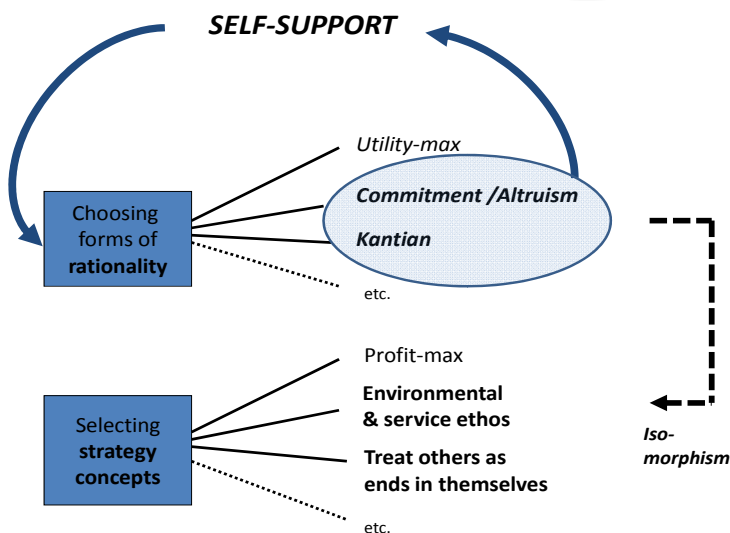 SELF-SUPPORT
Utility-max
Choosing
forms of
rationality
Commitment /Altruism
Kantian
etc.
Profit-max
Selecting
strategy
concepts
Environmental
& service ethos
Treat others as
ends in themselves
etc.
Iso-
morphism